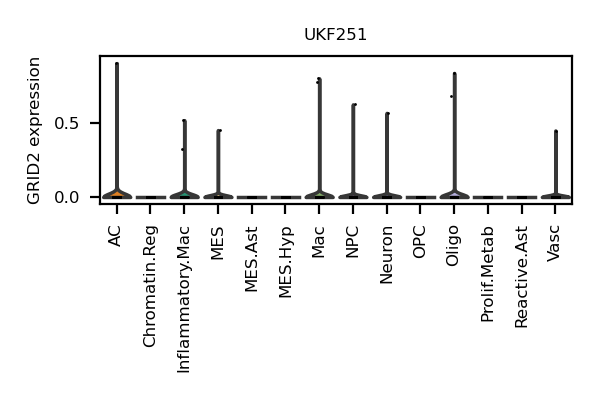 UKF251
GRID2 expression
0.5
0.0
AC
Chromatin.Reg
Inflammatory.Mac
MES
MES.Ast
MES.Hyp
Mac
NPC
Neuron
OPC
Oligo
Prolif.Metab
Reactive.Ast
Vasc